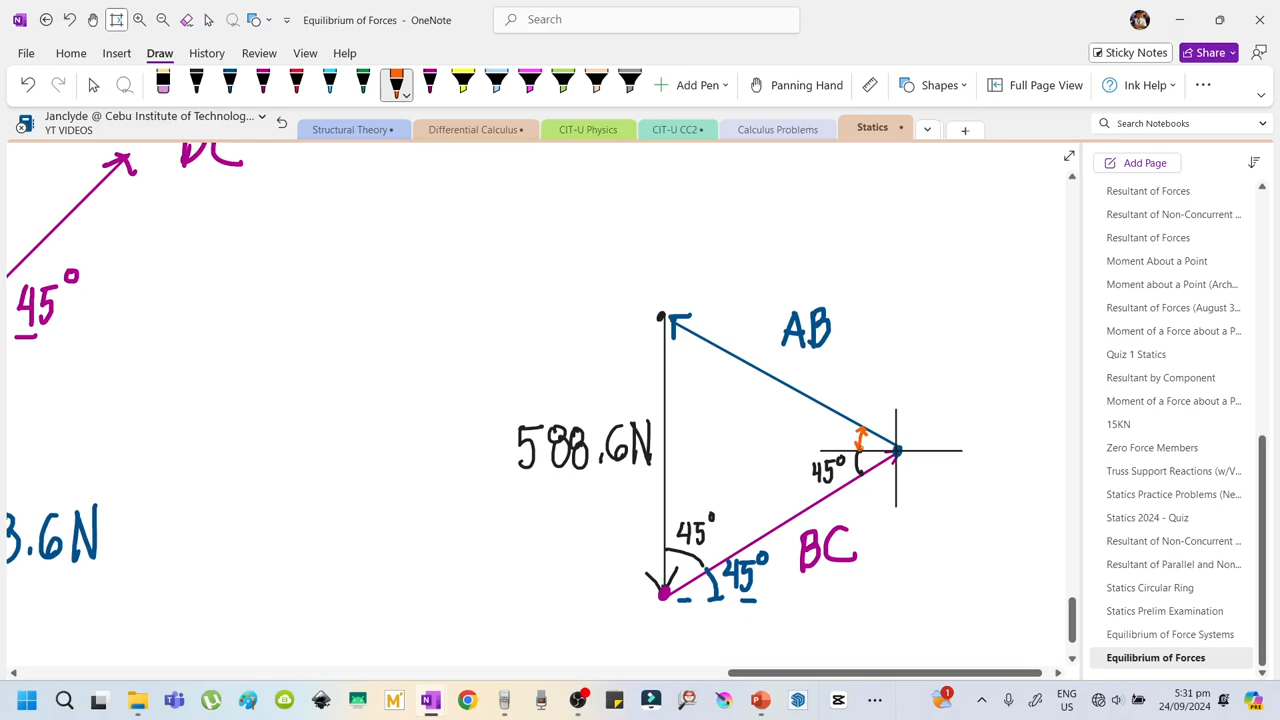 Equilibrium of Forces - OneNote
Search
File Home Insert Draw History Review View Help
Sticky Notes
Share
Add Pen
Panning Hand
Shapes
Full Page View
Ink Help
Janclyde @ Cebu Institute of Technolog...
YT VIDEOS
Structural Theory
Differential Calculus
CIT-U Physics
CIT-U CC2
Calculus Problems
Statics
Search Notebooks
Add Page
Resultant of Forces
Resultant of Non-Concurrent ...
Resultant of Forces
Moment About a Point
Moment about a Point (Arch...
Resultant of Forces (August 3...
Moment of a Force about a P...
Quiz 1 Statics
Resultant by Component
Moment of a Force about a P...
15KN
Zero Force Members
Truss Support Reactions (w/V...
Statics Practice Problems (Ne...
Statics 2024 - Quiz
Resultant of Non-Concurrent ...
Resultant of Parallel and Non...
Statics Circular Ring
Statics Prelim Examination
Equilibrium of Force Systems
Equilibrium of Forces
45°
8.6N
AB
588.6N
45°
45°
45°
BC
ENG
US
5:31 pm
24/09/2024